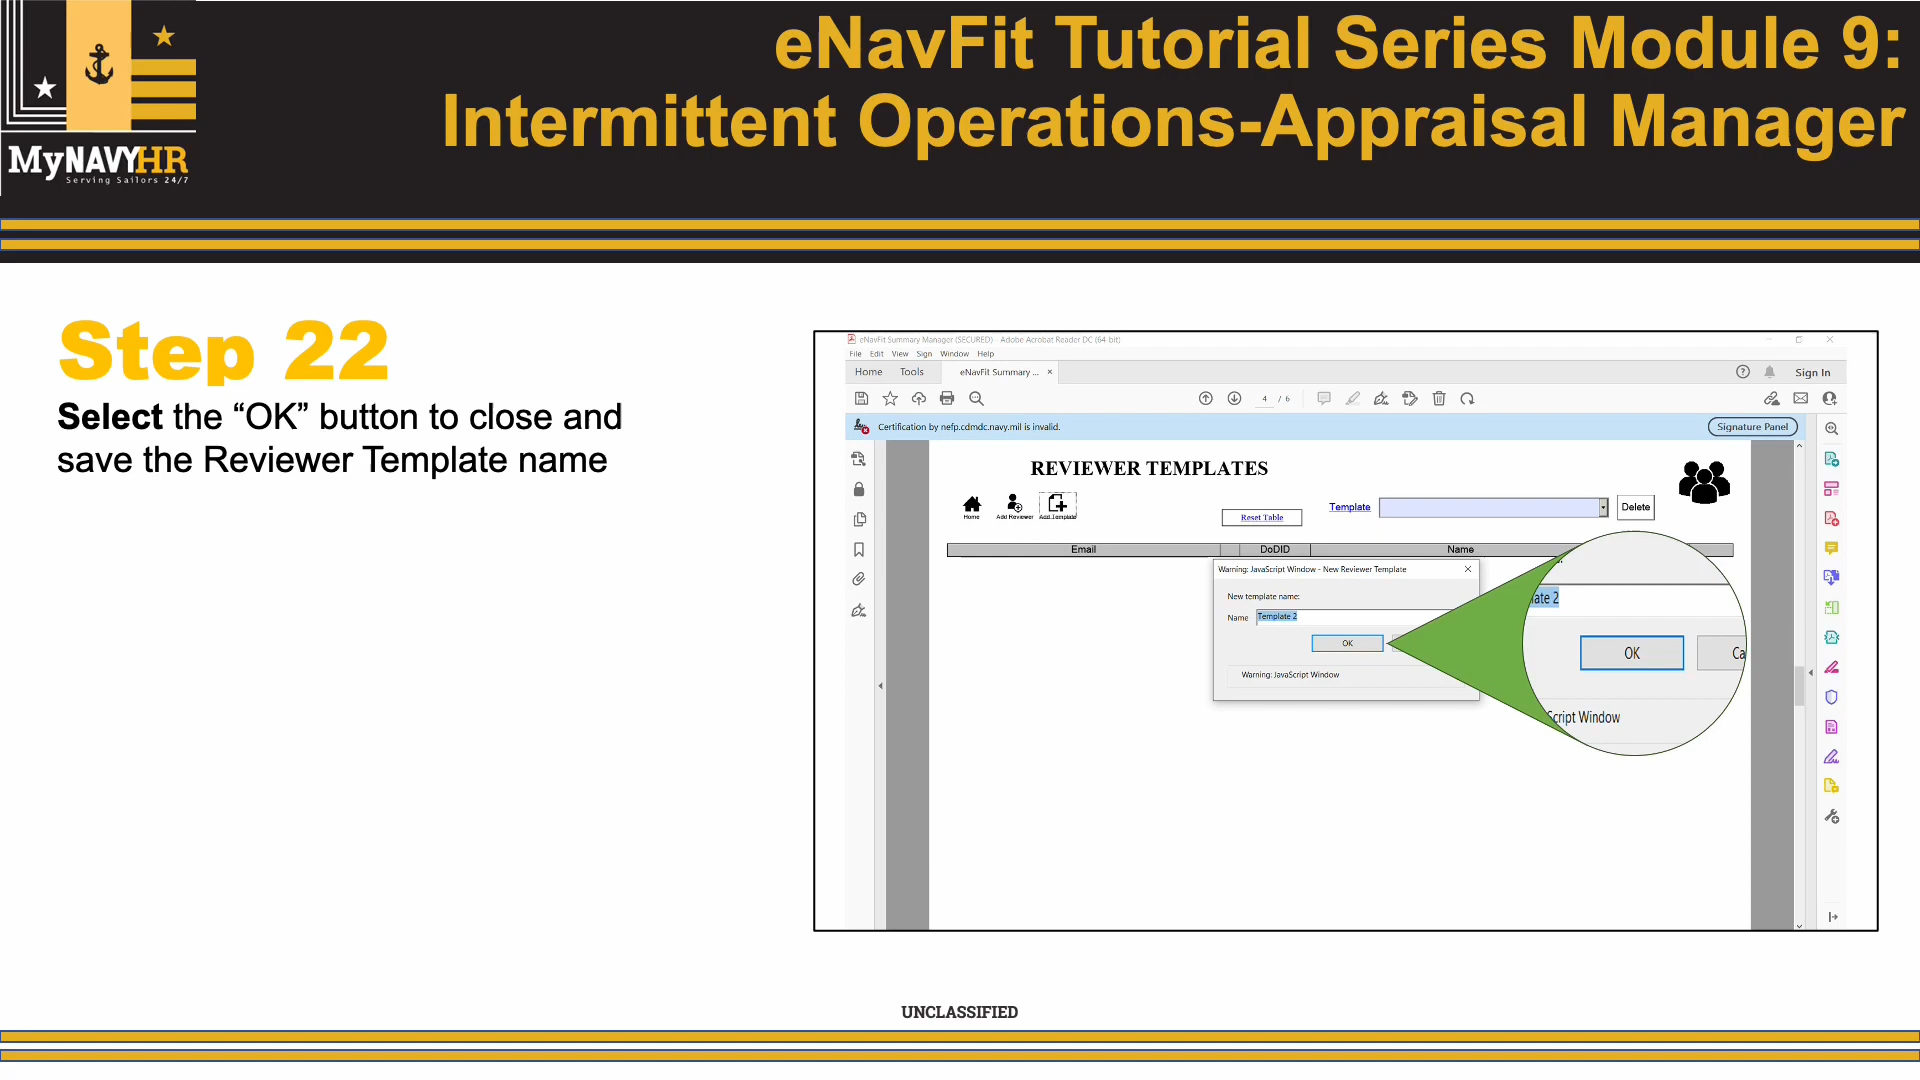 MyNAVYHR
Serving Sailors 24/7
eNavFit Tutorial Series Module 9:
Intermittent Operations-Appraisal Manager
Step 22
Select the “OK” button to close and
save the Reviewer Template name
eNavFit Summary Manager (SECURED) - Adobe Acrobat Reader DC (64 bit)
File Edit View Sign Window Help
Home Tools eNavFit Summary ... × Sign In
4 / 6
Certification by nefp.cdmdc.navy.mil is invalid. Signature Panel
REVIEWER TEMPLATES
Home Add Reviewer Add Template Reset Table Template Delete
Email DoDID Name
Warning: JavaScript Window - New Reviewer Template
New template name:
Name Template 2
OK
Warning: JavaScript Window
ate 2
OK Ca
Script Window
UNCLASSIFIED